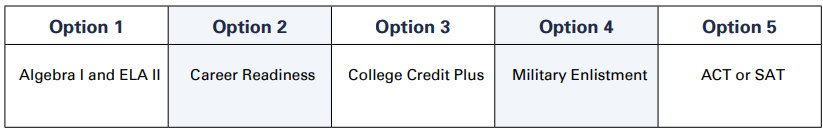 Option 1 Option 2 Option 3 Option 4 Option 5
Algebra I and ELA II Career Readiness College Credit Plus Military Enlistment ACT or SAT